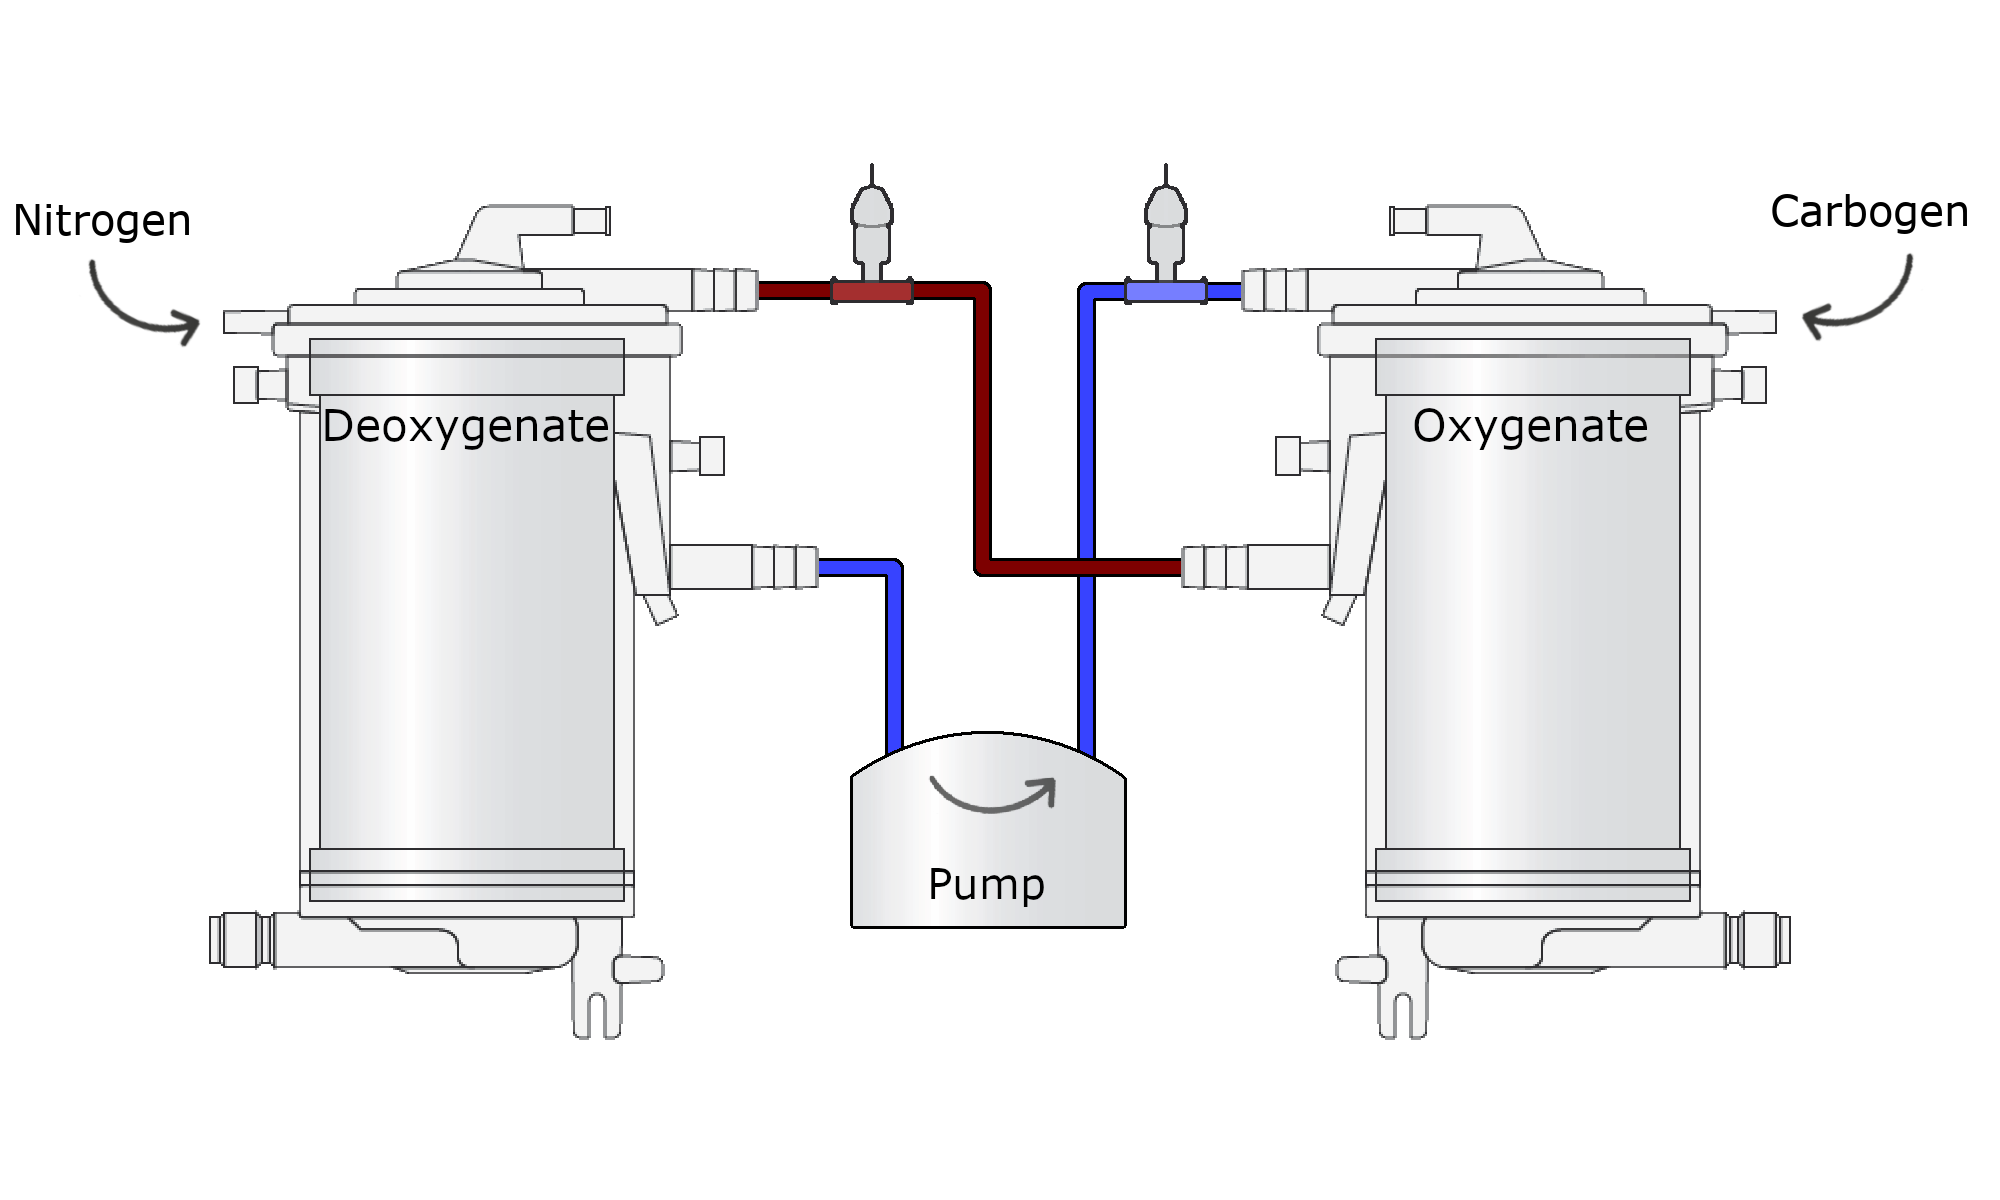 Nitrogen
Carbogen
Deoxygenate
Oxygenate
Pump